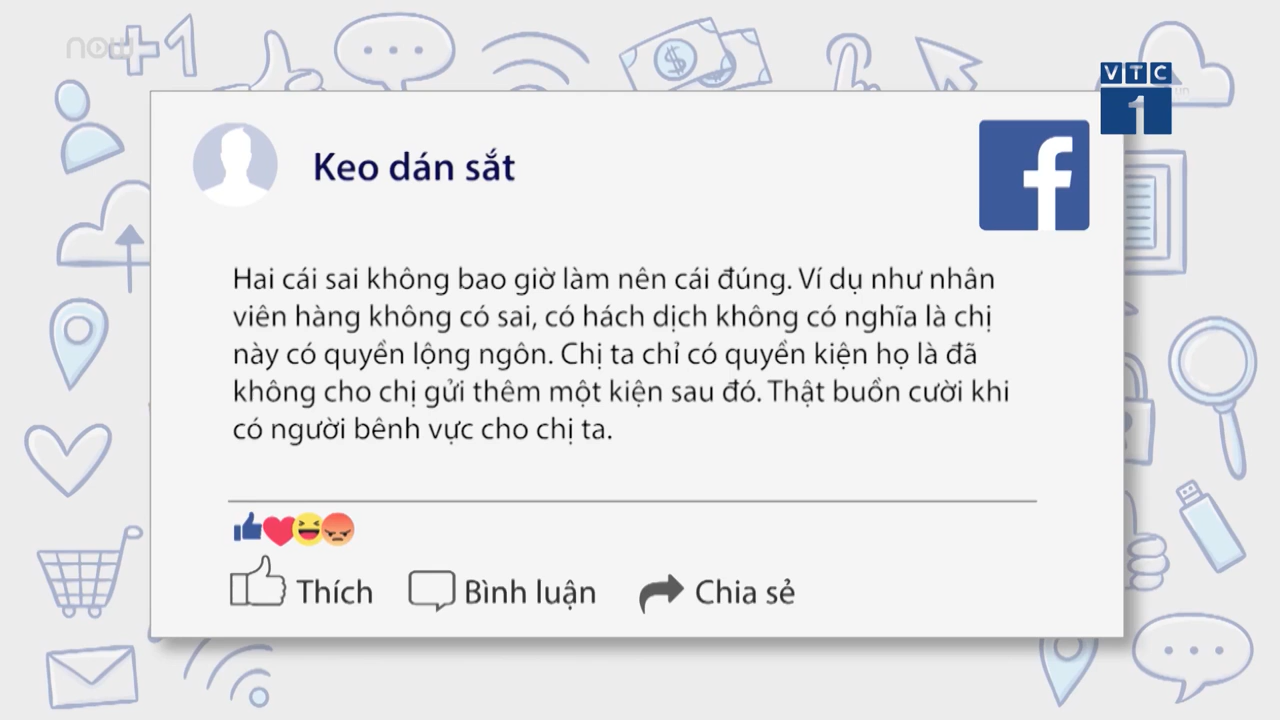 now
+1
VTC
1
Keo dán sắt
f
Hai cái sai không bao giờ làm nên cái đúng. Ví dụ như nhân
viên hàng không có sai, có hách dịch không có nghĩa là chị
này có quyền lộng ngôn. Chị ta chỉ có quyền kiện họ là đã
không cho chị gửi thêm một kiện sau đó. Thật buồn cười khi
có người bênh vực cho chị ta.
Thích Bình luận Chia sẻ